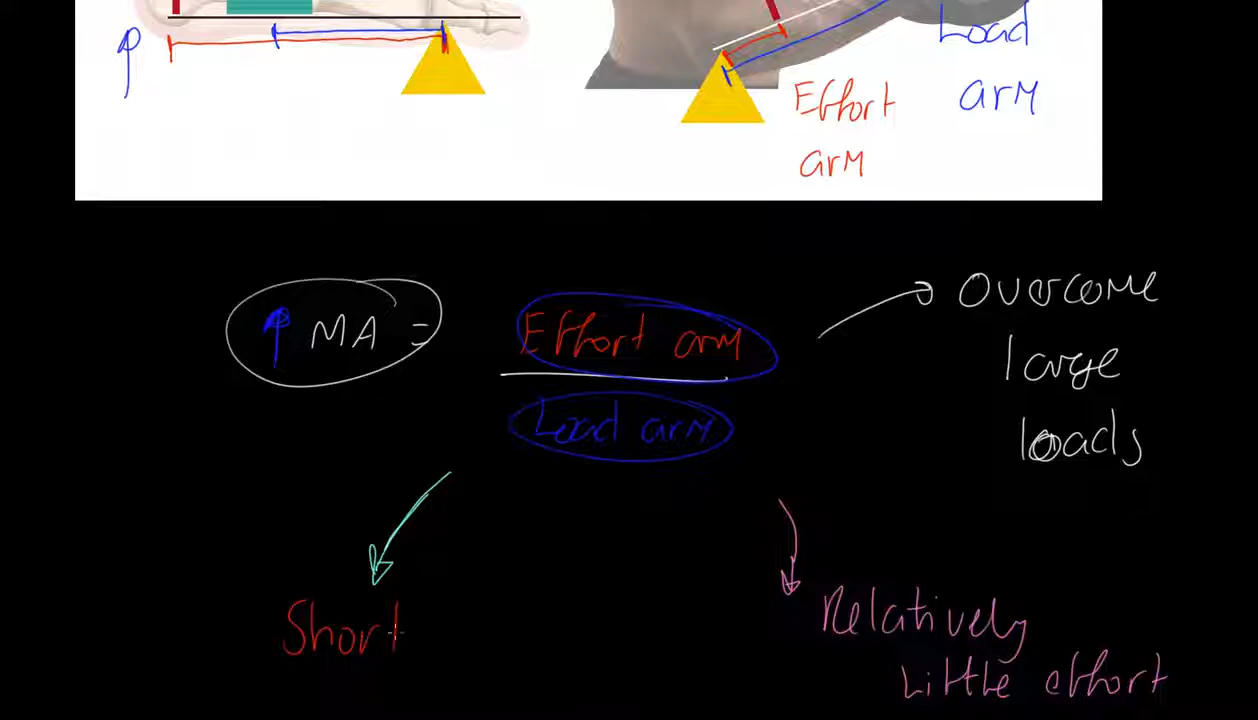 Load
arm
Effort
arm
MA = Effort arm
Load arm
Overcome
large
loads
Short
Relatively
Little effort